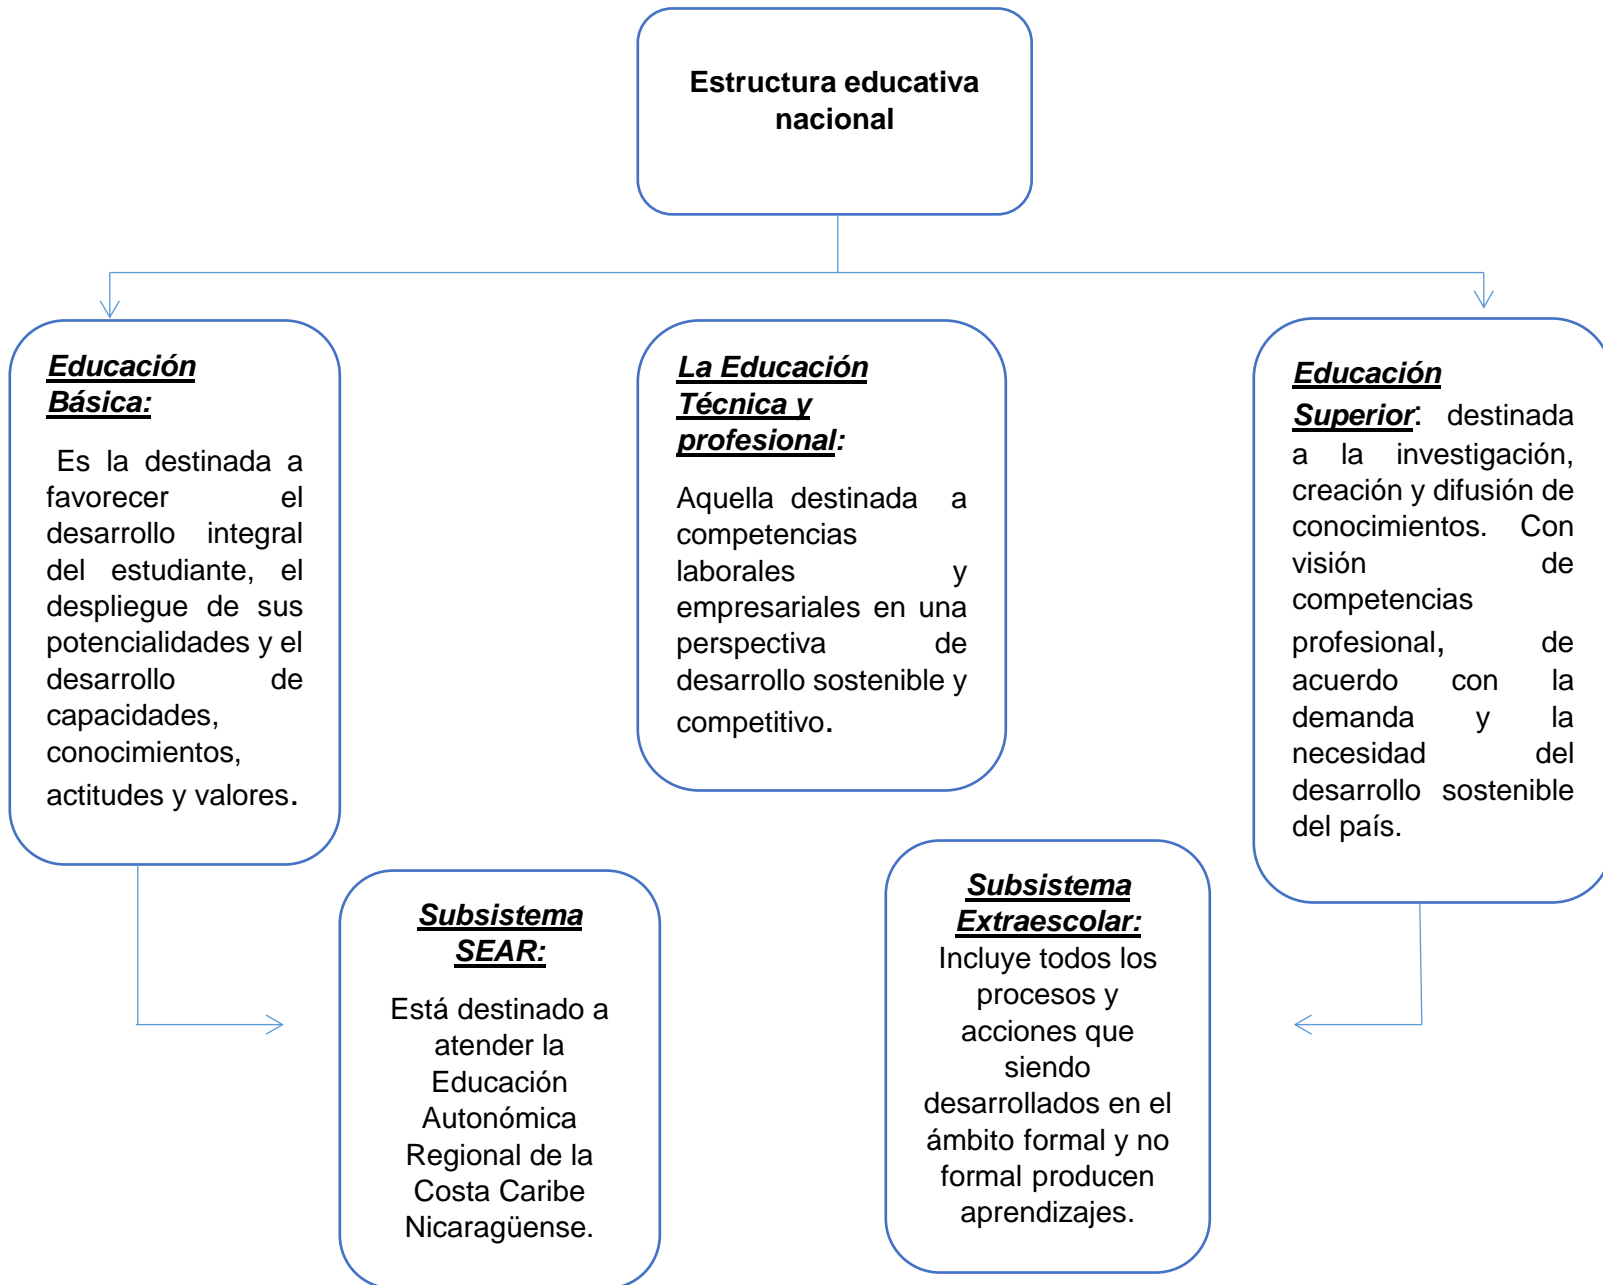 Estructura educativa
nacional
Educación
Básica:
Es la destinada a
favorecer el
desarrollo integral
del estudiante, el
despliegue de sus
potencialidades y el
desarrollo de
capacidades,
conocimientos,
actitudes y valores.
La Educación
Técnica y
profesional:
Aquella destinada a
competencias
laborales y
empresariales en una
perspectiva de
desarrollo sostenible y
competitivo.
Educación
Superior: destinada
a la investigación,
creación y difusión de
conocimientos. Con
visión de
competencias
profesional, de
acuerdo con la
demanda y la
necesidad del
desarrollo sostenible
del país.
Subsistema
SEAR:
Está destinado a
atender la
Educación
Autonómica
Regional de la
Costa Caribe
Nicaragüense.
Subsistema
Extraescolar:
Incluye todos los
procesos y
acciones que
siendo
desarrollados en el
ámbito formal y no
formal producen
aprendizajes.